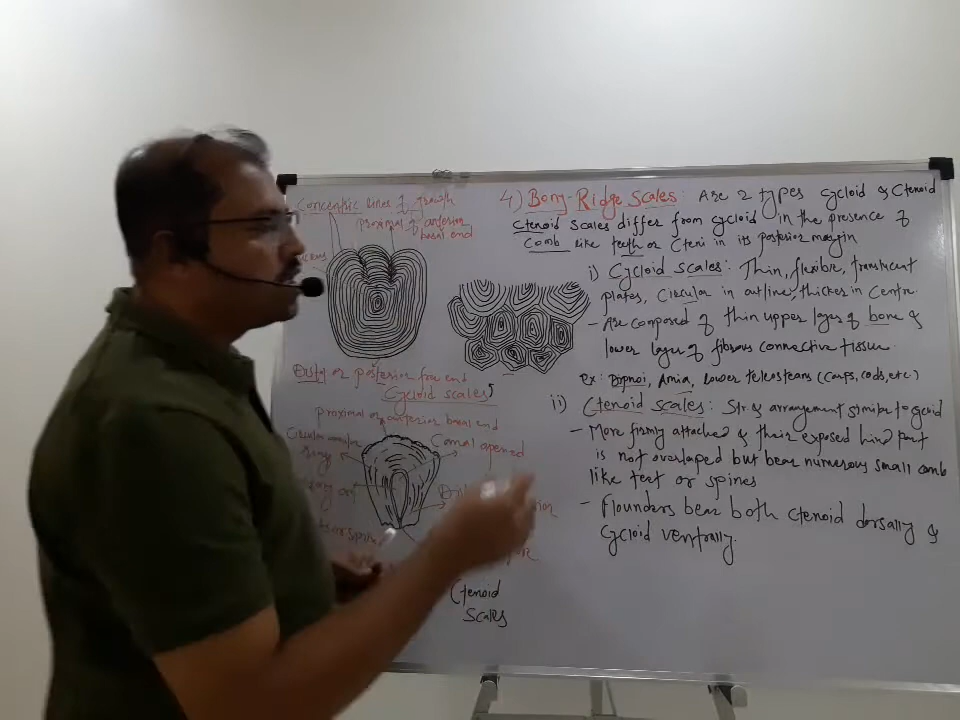 Concentric lines of growth
proximal of anterior
basal end
Distal or posterior free end
Cycloid scales
proximal or anterior basal end
Canal opened
Ctenoid
Scales
4) Bony-Ridge Scales: Are 2 types Cycloid & Ctenoid
Ctenoid scales differ from cycloid in the presence of
Comb like teeth or Cteni in its posterior margin
i) Cycloid scales: Thin, flexible, translucent
plates, Circular in outline, thicker in Centre.
- Are composed of thin upper layer of bone &
lower layer of fibrous connective tissue.
ex: Dipnoi, Amia, Lower teleosteans (carps, cods, etc)
ii) Ctenoid scales: Str & arrangement similar to cycloid
- More firmly attached & their exposed hind part
is not overlaped but bear numerous small comb
like teet or spines
- Flounders bear both ctenoid dorsally &
cycloid ventrally.